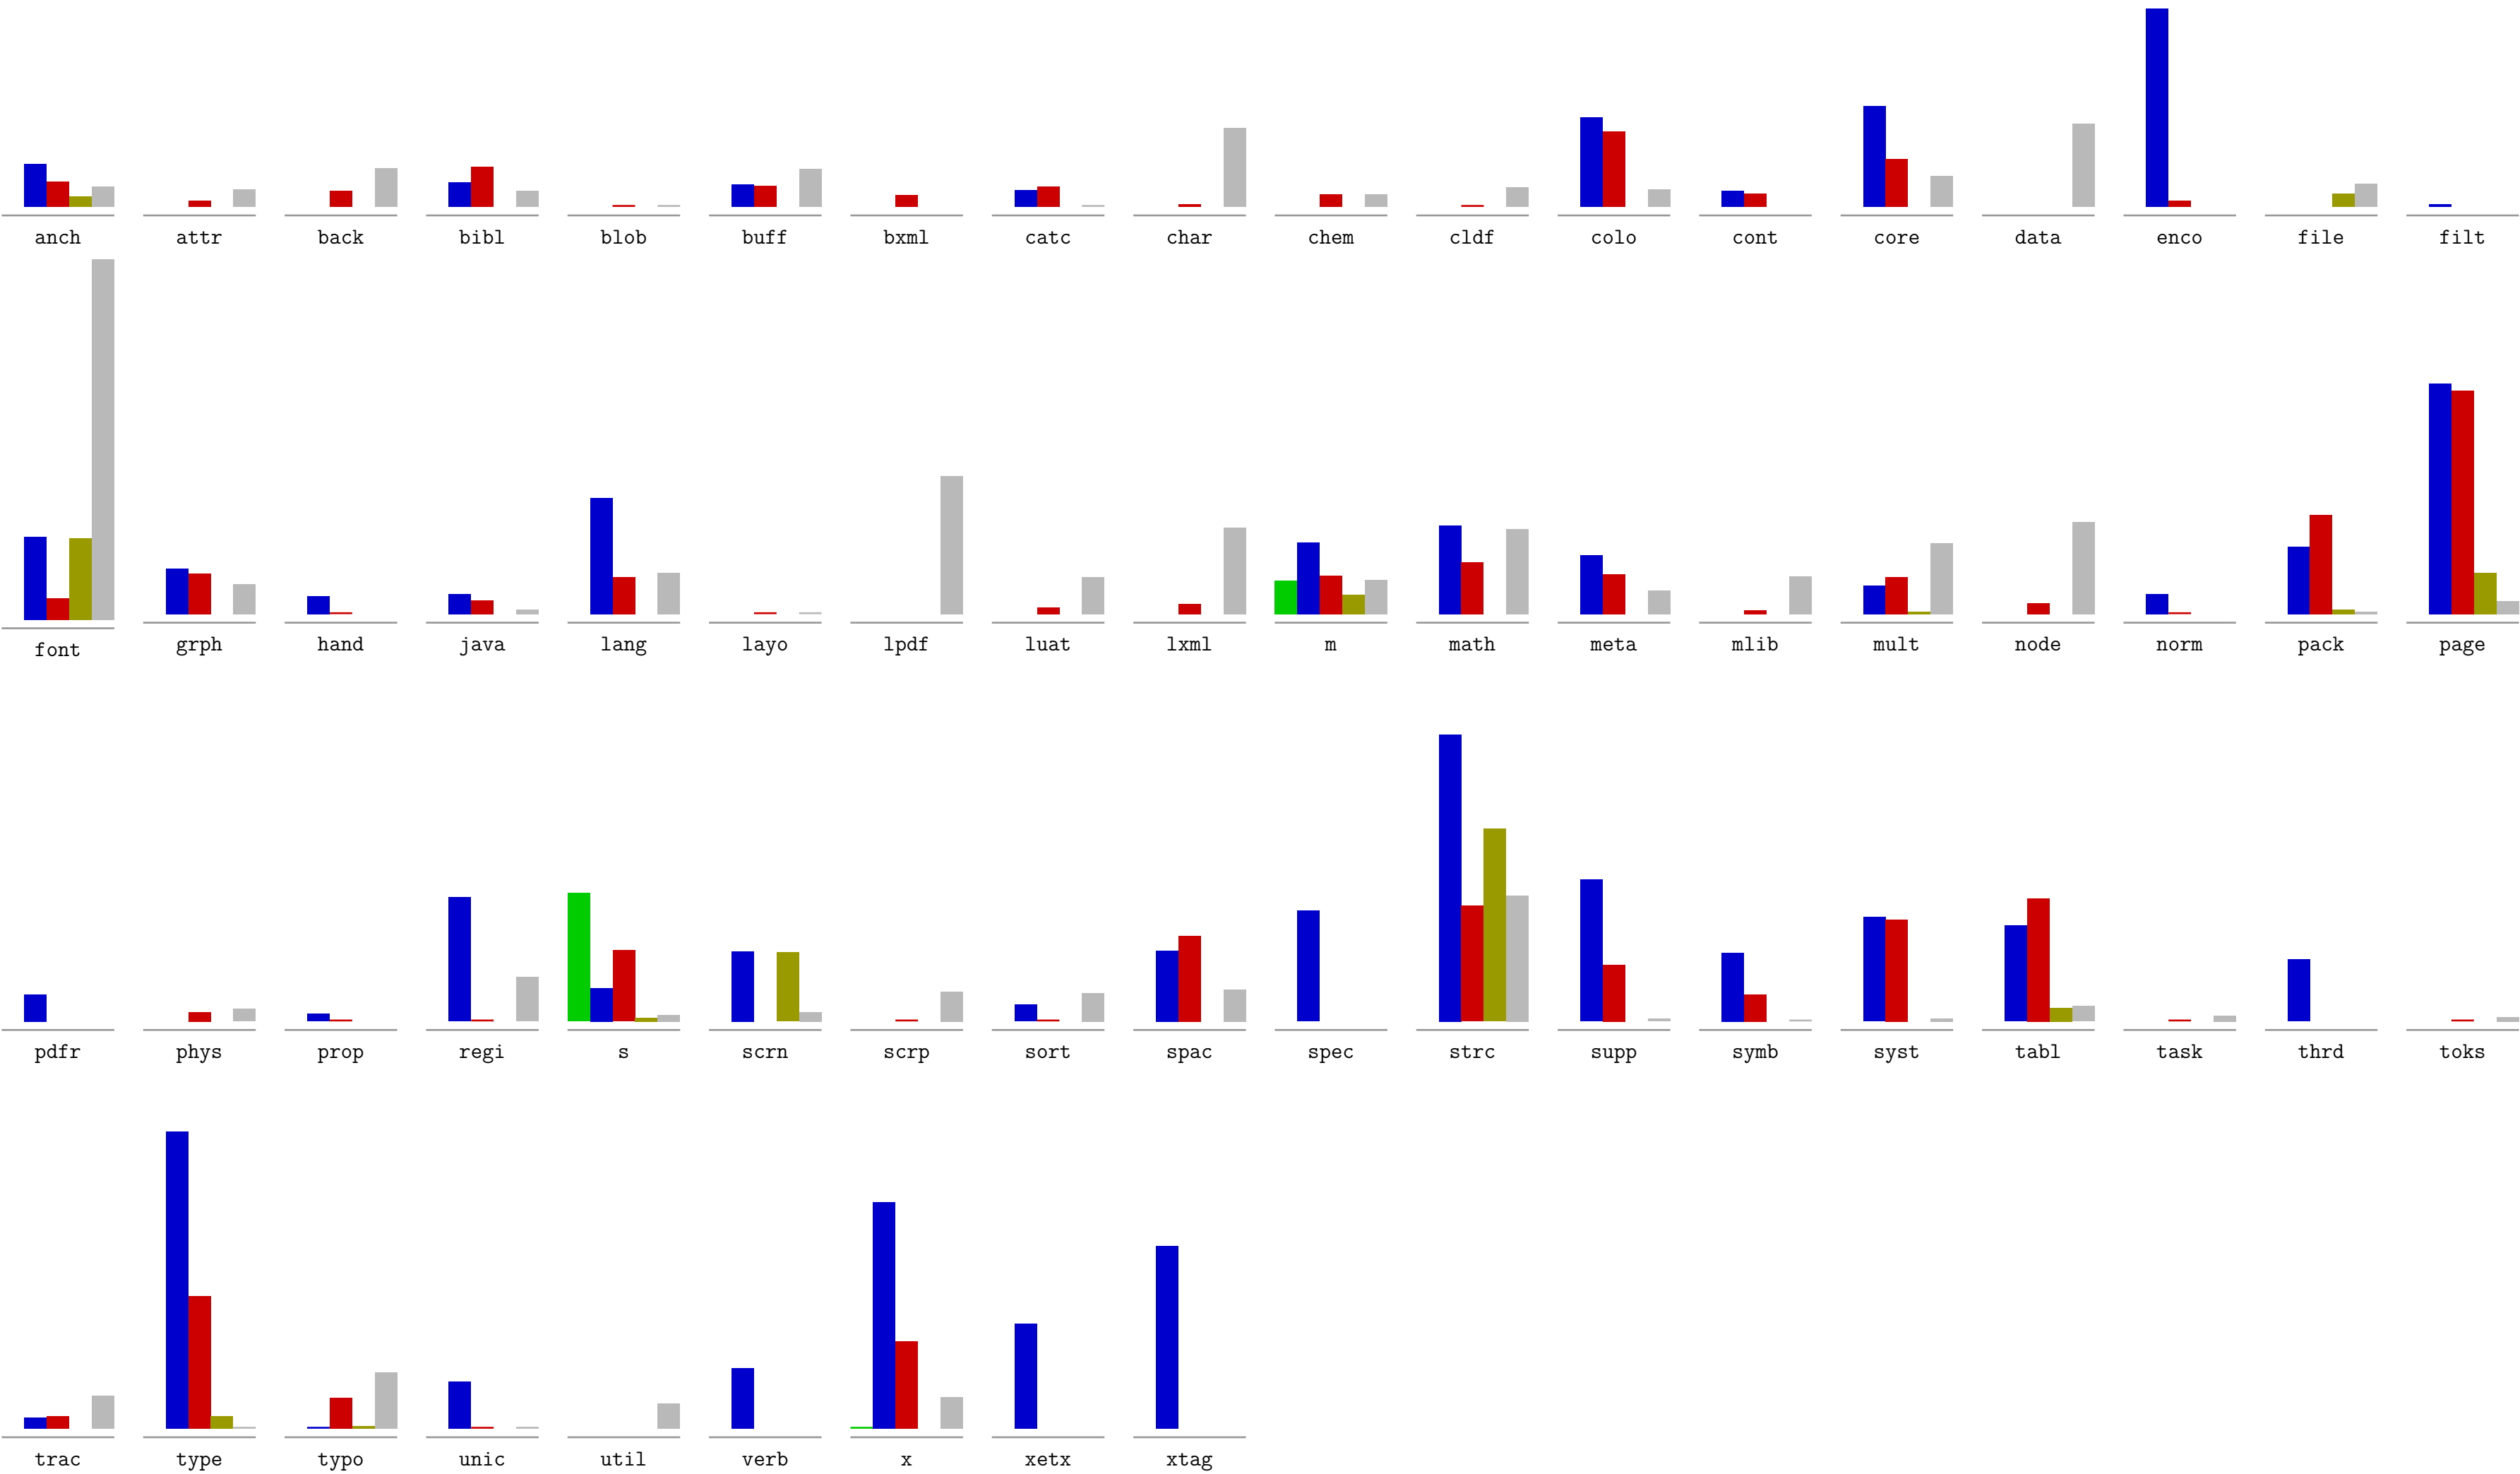 anch attr back bibl blob buff bxml catc char chem cldf colo cont core data enco file filt
font grph hand java lang layo lpdf luat lxml m math meta mlib mult node norm pack page
pdfr phys prop regi s scrn scrp sort spac spec strc supp symb syst tabl task thrd toks
trac type typo unic util verb x xetx xtag